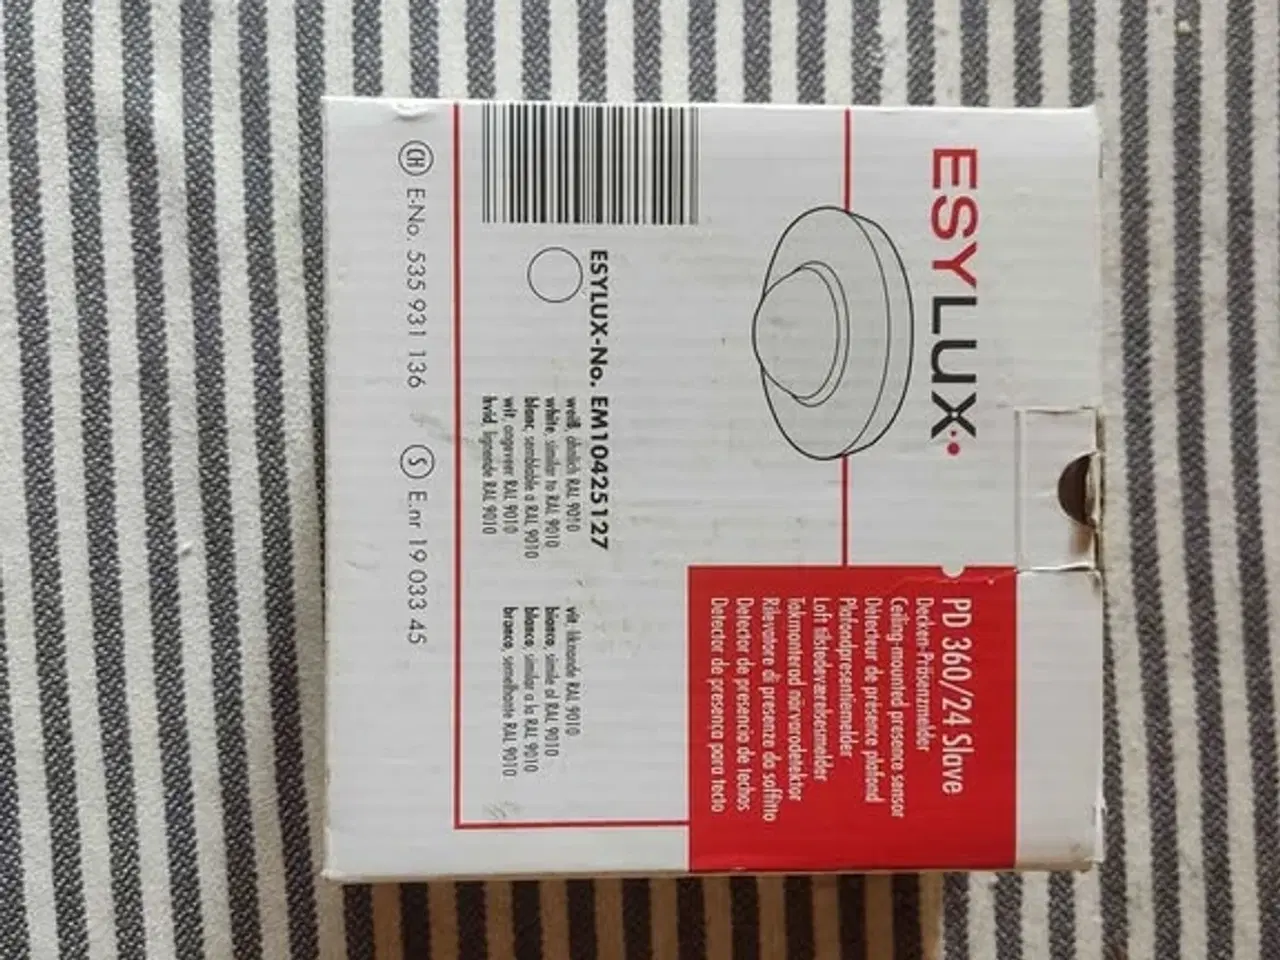 ESYLUX
PD 360/24 Slave
Decken-Präsenzmelder
Ceiling-mounted presence sensor
Détecteur de présence plafond
Plafondpresentiemelder
Loft tilstedeværelsesmelder
Takmonterad närvarodetektor
Rilevatore di presenza da soffitto
Detector de presencia de techos
Detector de presença para tecto
ESYLUX-No. EM10425127
weiß, ähnlich RAL 9010
white, similar to RAL 9010
blanc, semblable a RAL 9010
wit, ongeveer RAL 9010
hvid, lignende RAL 9010
vit, liknande RAL 9010
bianco, simile al RAL 9010
blanco, similar a la RAL 9010
branco, semelhante RAL 9010
CH E-No. 535 931 136 S E.nr 19 033 45